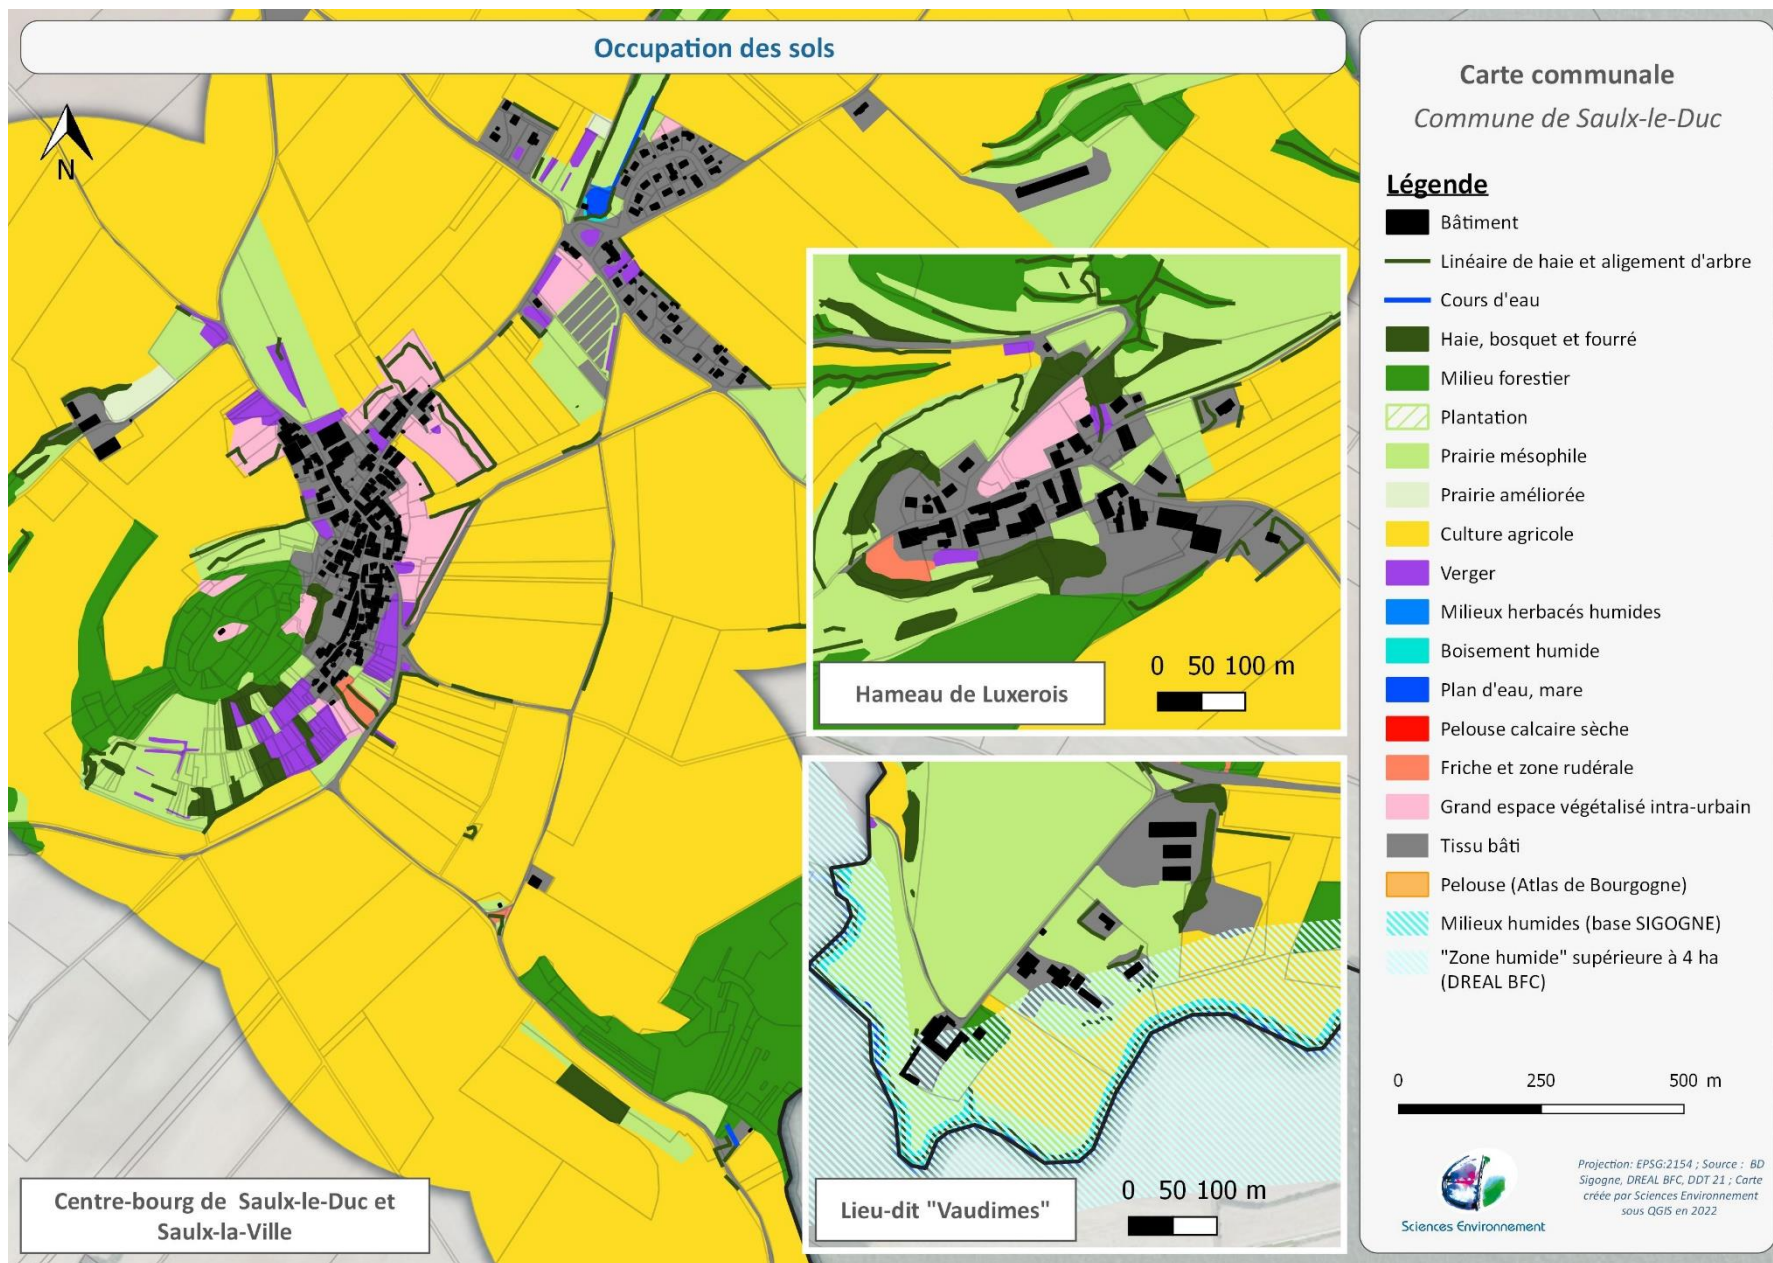 Occupation des sols
N
Carte communale
Commune de Saulx-le-Duc
Légende
Bâtiment
Linéaire de haie et aligement d'arbre
Cours d'eau
Haie, bosquet et fourré
Milieu forestier
Plantation
Prairie mésophile
Prairie améliorée
Culture agricole
Verger
Milieux herbacés humides
Boisement humide
Plan d'eau, mare
Pelouse calcaire sèche
Friche et zone rudérale
Grand espace végétalisé intra-urbain
Tissu bâti
Pelouse (Atlas de Bourgogne)
Milieux humides (base SIGOGNE)
"Zone humide" supérieure à 4 ha
(DREAL BFC)
0 250 500 m
Sciences Environnement
Projection: EPSG:2154 ; Source : BD
Sigogne, DREAL BFC, DDT 21 ; Carte
créée par Sciences Environnement
sous QGIS en 2022
Hameau de Luxerois
0 50 100 m
Lieu-dit "Vaudimes"
0 50 100 m
Centre-bourg de Saulx-le-Duc et
Saulx-la-Ville